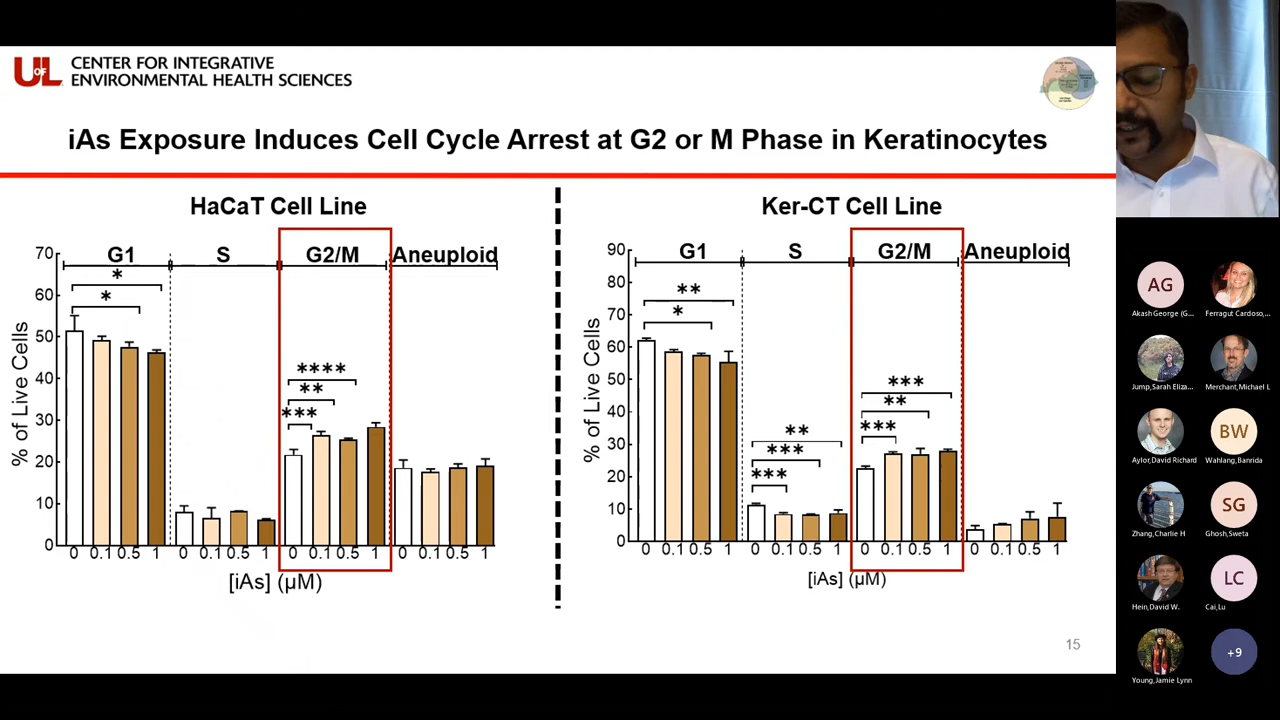 UL
OF
CENTER FOR INTEGRATIVE
ENVIRONMENTAL HEALTH SCIENCES
iAs Exposure Induces Cell Cycle Arrest at G2 or M Phase in Keratinocytes
HaCaT Cell Line
G1 S G2/M Aneuploid
% of Live Cells
70
60
50
40
30
20
10
0
*
*
****
**
***
0 0.1 0.5 1 0 0.1 0.5 1 0 0.1 0.5 1 0 0.1 0.5 1
[iAs] (µM)
Ker-CT Cell Line
G1 S G2/M Aneuploid
% of Live Cells
90
80
70
60
50
40
30
20
10
0
**
*
**
***
***
***
**
***
0 0.1 0.5 1 0 0.1 0.5 1 0 0.1 0.5 1 0 0.1 0.5 1
[iAs] (µM)
15
AG
Akash George (G...
Ferragut Cardoso,...
Jump,Sarah Eliza...
Merchant,Michael L
Aylor,David Richard
BW
Wahlang,Banrida
Zhang,Charlie H
SG
Ghosh,Sweta
Hein,David W.
LC
Cai,Lu
Young,Jamie Lynn
+9